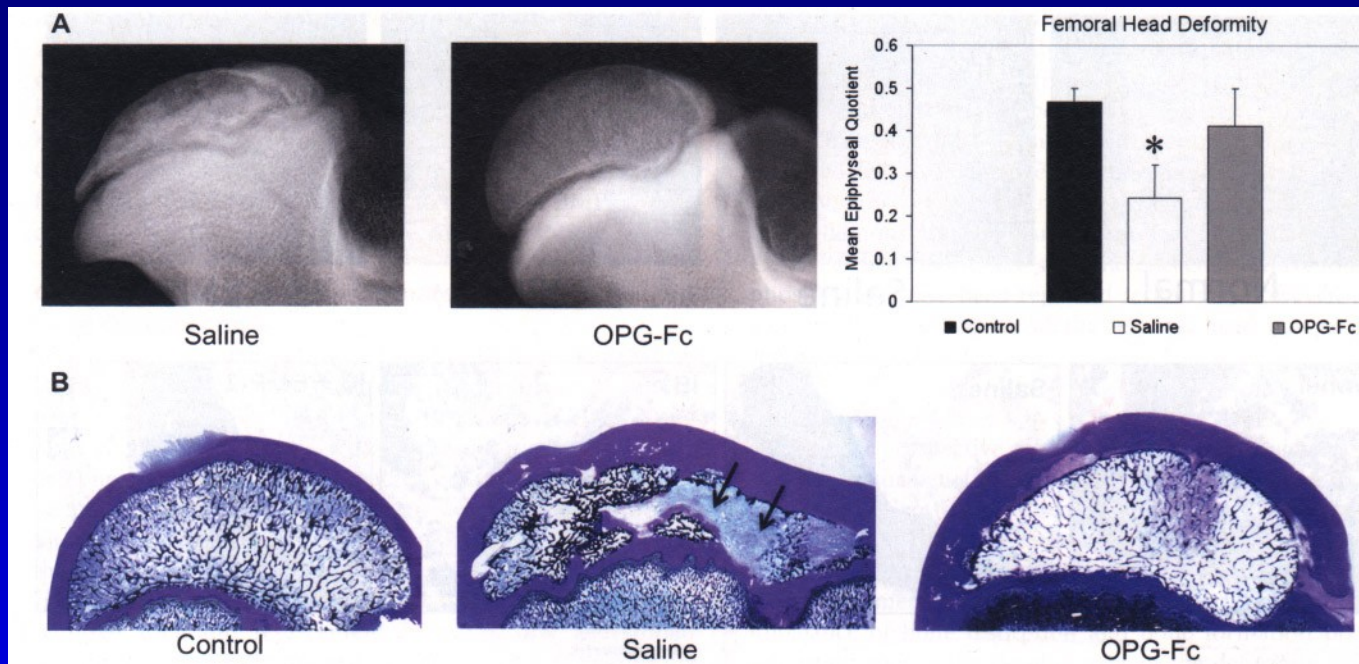 A
Saline
OPG-Fc
Femoral Head Deformity
Mean Epiphyseal Quotient
0.6
0.5
0.4
0.3
0.2
0.1
0
*
Control
Saline
OPG-Fc
B
Control
Saline
OPG-Fc